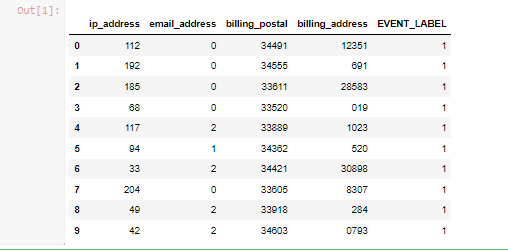 Out[1]:
ip_address email_address billing_postal billing_address EVENT_LABEL
0 112 0 34491 12351 1
1 192 0 34555 691 1
2 185 0 33611 28583 1
3 68 0 33520 019 1
4 117 2 33889 1023 1
5 94 1 34362 520 1
6 33 2 34421 30898 1
7 204 0 33605 8307 1
8 49 2 33918 284 1
9 42 2 34603 0793 1